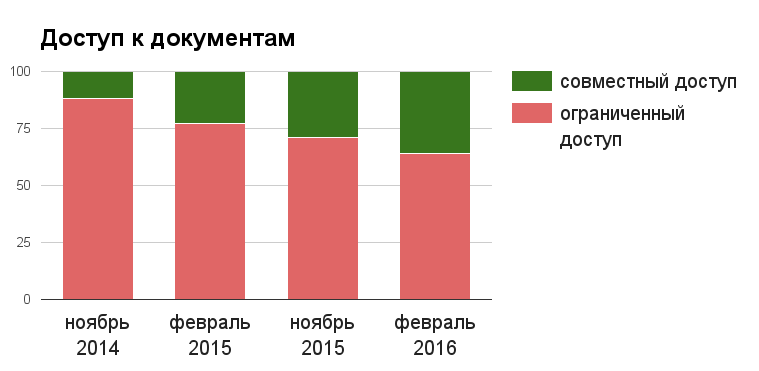 Доступ к документам
100
75
50
25
0
совместный доступ
ограниченный
доступ
ноябрь
2014
февраль
2015
ноябрь
2015
февраль
2016